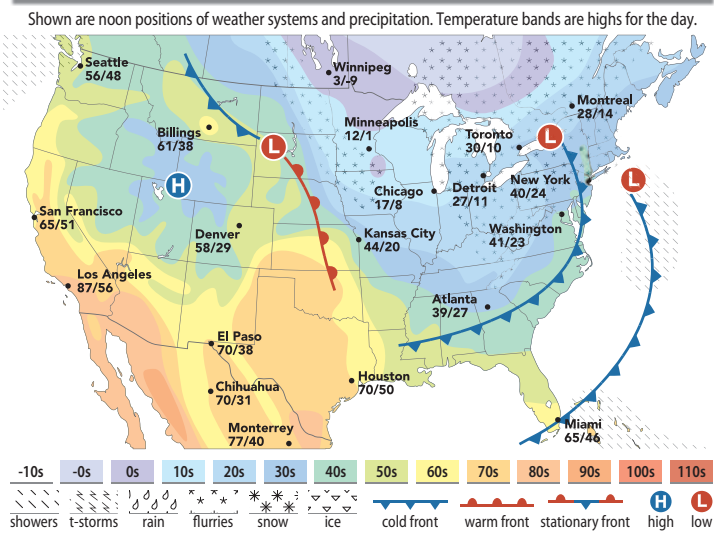 Shown are noon positions of weather systems and precipitation. Temperature bands are highs for the day.
Seattle
56/48
Winnipeg
3/-9
Montreal
28/14
Minneapolis
12/1
Billings
61/38
Toronto
30/10
L
L
L
H
Chicago
17/8
Detroit
27/11
New York
40/24
San Francisco
65/51
Denver
58/29
Kansas City
44/20
Washington
41/23
Los Angeles
87/56
Atlanta
39/27
El Paso
70/38
Chihuahua
70/31
Houston
70/50
Monterrey
77/40
Miami
65/46
-10s -0s 0s 10s 20s 30s 40s 50s 60s 70s 80s 90s 100s 110s
H L
showers t-storms rain flurries snow ice cold front warm front stationary front high low